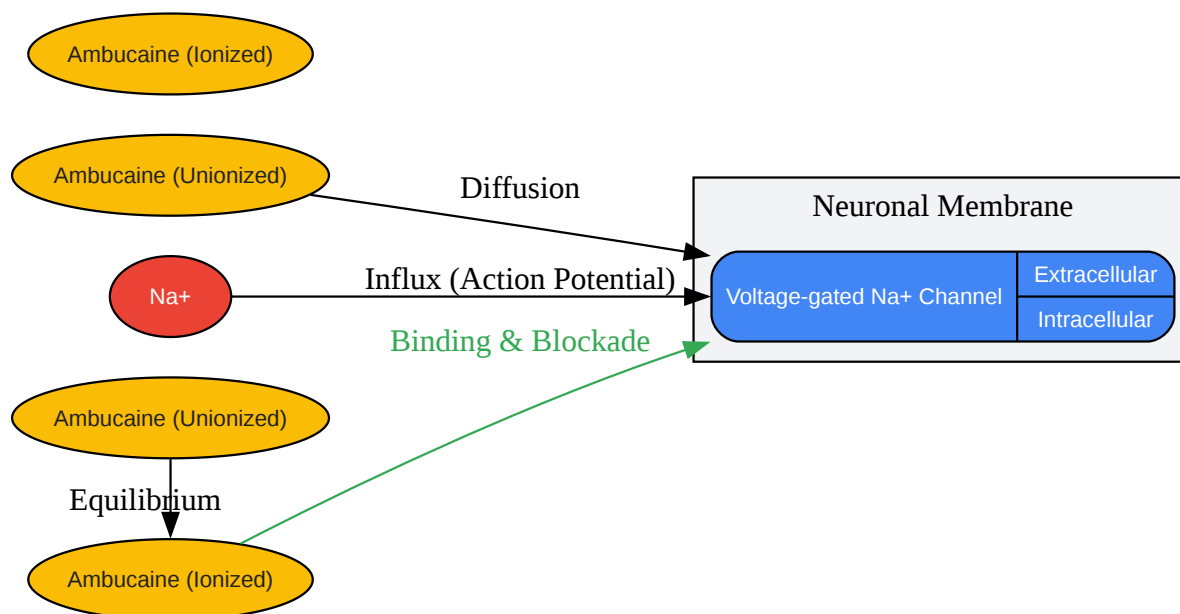 Ambucaine (Ionized)
Ambucaine (Unionized)
Diffusion
Neuronal Membrane
Na+
Influx (Action Potential)
Voltage-gated Na+ Channel
Extracellular
Intracellular
Binding & Blockade
Ambucaine (Unionized)
Equilibrium
Ambucaine (Ionized)